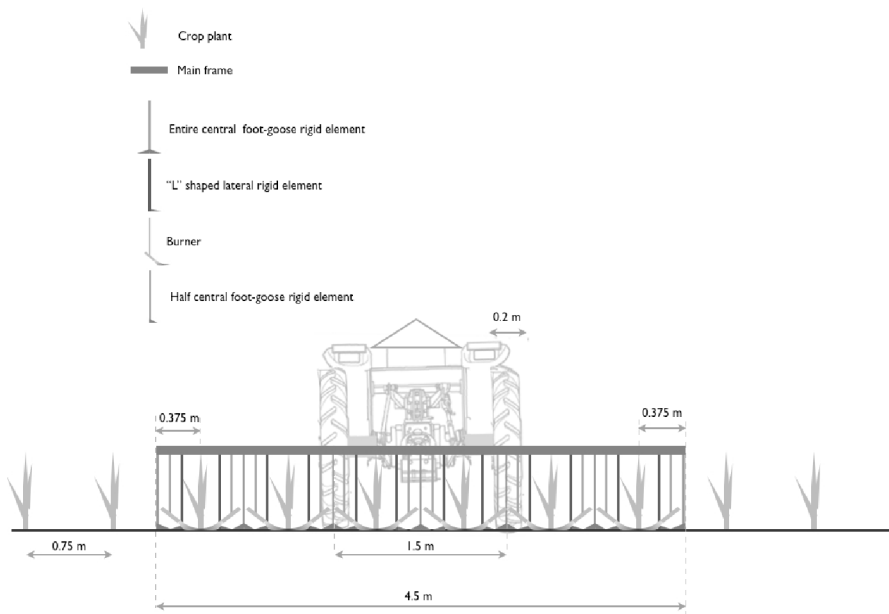 Crop plant
Main frame
Entire central foot-goose rigid element
"L" shaped lateral rigid element
Burner
Half central foot-goose rigid element
0.2 m
0.375 m
0.375 m
0.75 m
1.5 m
4.5 m